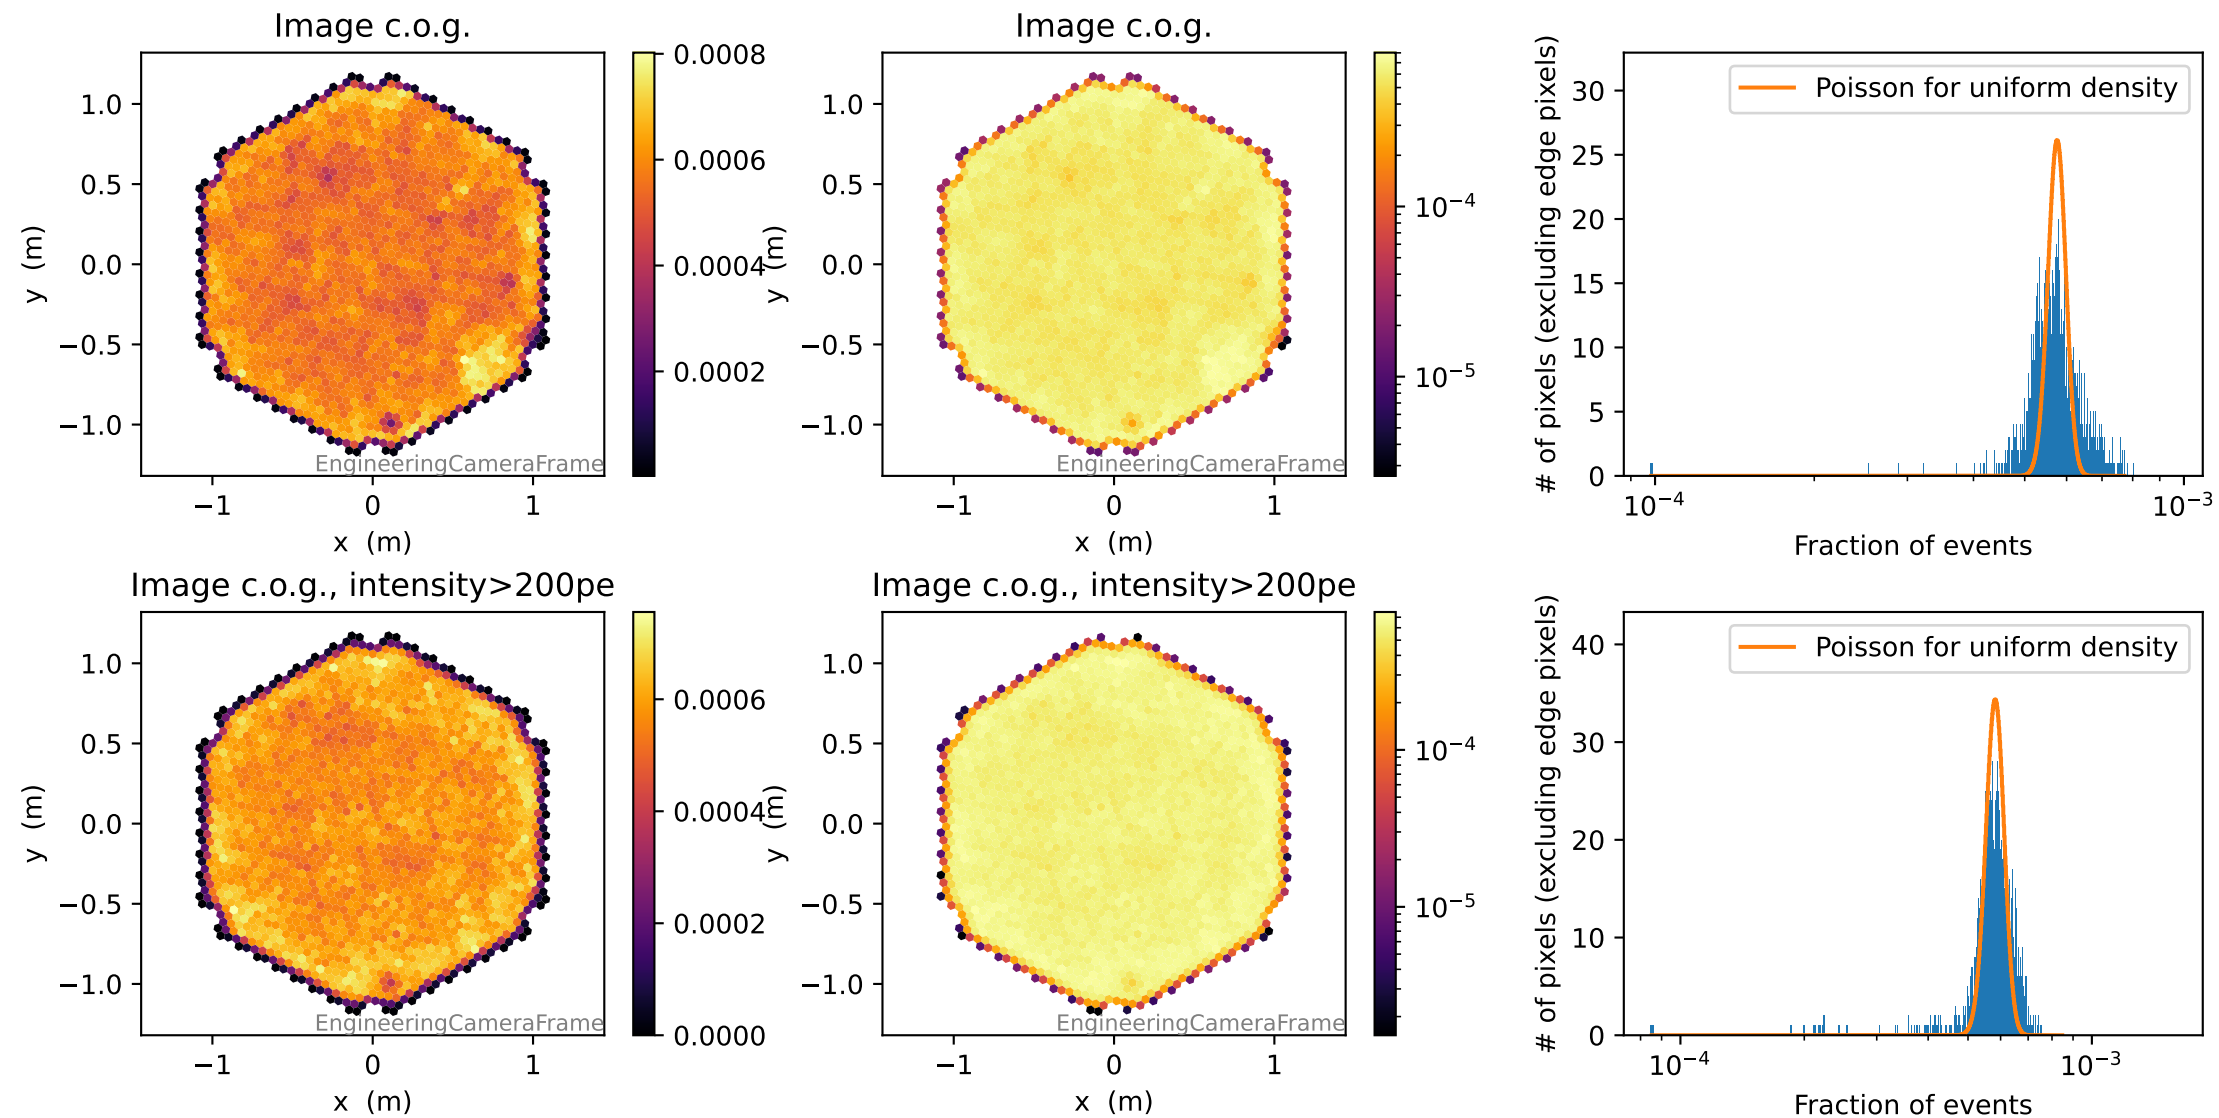 Image c.o.g.
y (m)
1.0
0.5
0.0
−0.5
−1.0
−1
0
1
x (m)
EngineeringCameraFrame
0.0008
0.0006
0.0004
0.0002
Image c.o.g.
y (m)
1.0
0.5
0.0
−0.5
−1.0
−1
0
1
x (m)
EngineeringCameraFrame
10⁻⁴
10⁻⁵
# of pixels (excluding edge pixels)
30
25
20
15
10
5
0
Poisson for uniform density
10⁻⁴
10⁻³
Fraction of events
Image c.o.g., intensity>200pe
y (m)
1.0
0.5
0.0
−0.5
−1.0
−1
0
1
x (m)
EngineeringCameraFrame
0.0006
0.0004
0.0002
0.0000
Image c.o.g., intensity>200pe
y (m)
1.0
0.5
0.0
−0.5
−1.0
−1
0
1
x (m)
EngineeringCameraFrame
10⁻⁴
10⁻⁵
# of pixels (excluding edge pixels)
40
30
20
10
0
Poisson for uniform density
10⁻⁴
10⁻³
Fraction of events